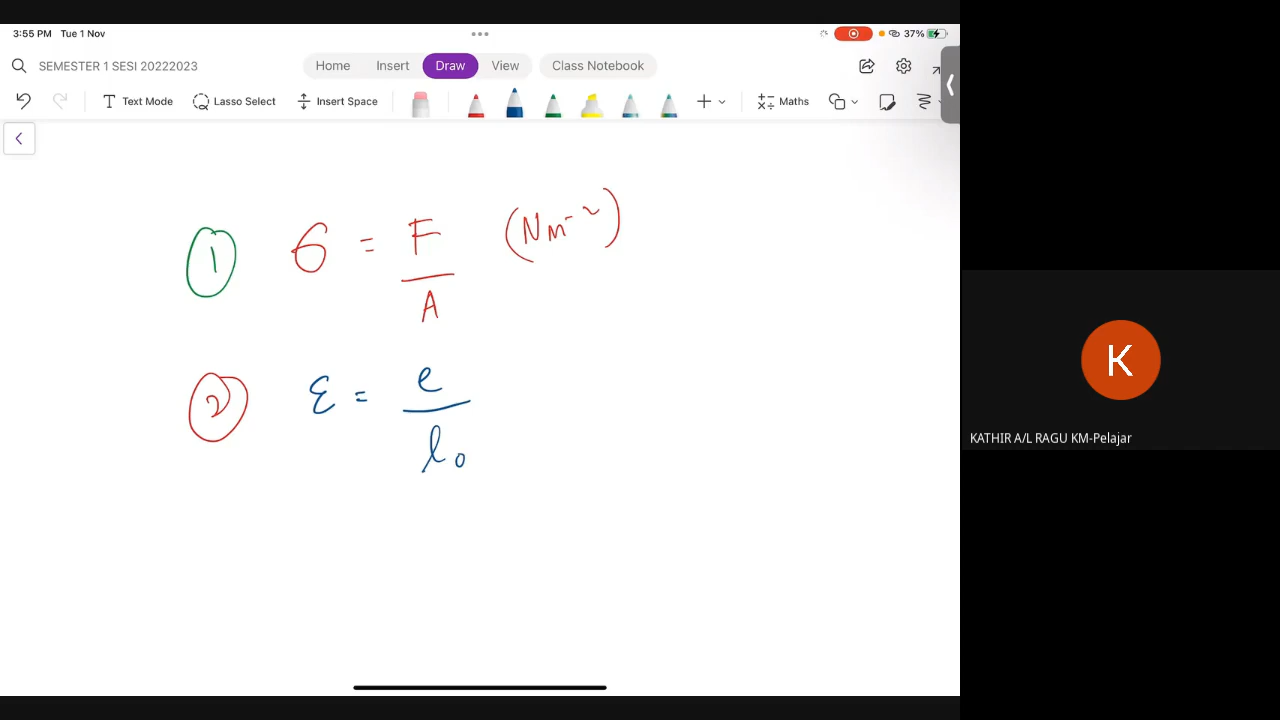 3:55 PM Tue 1 Nov
37%
SEMESTER 1 SESI 20222023
Home Insert Draw View Class Notebook
Text Mode Lasso Select Insert Space Maths
① σ = F/A (Nm⁻²)
② ε = e/l₀
K
KATHIR A/L RAGU KM-Pelajar